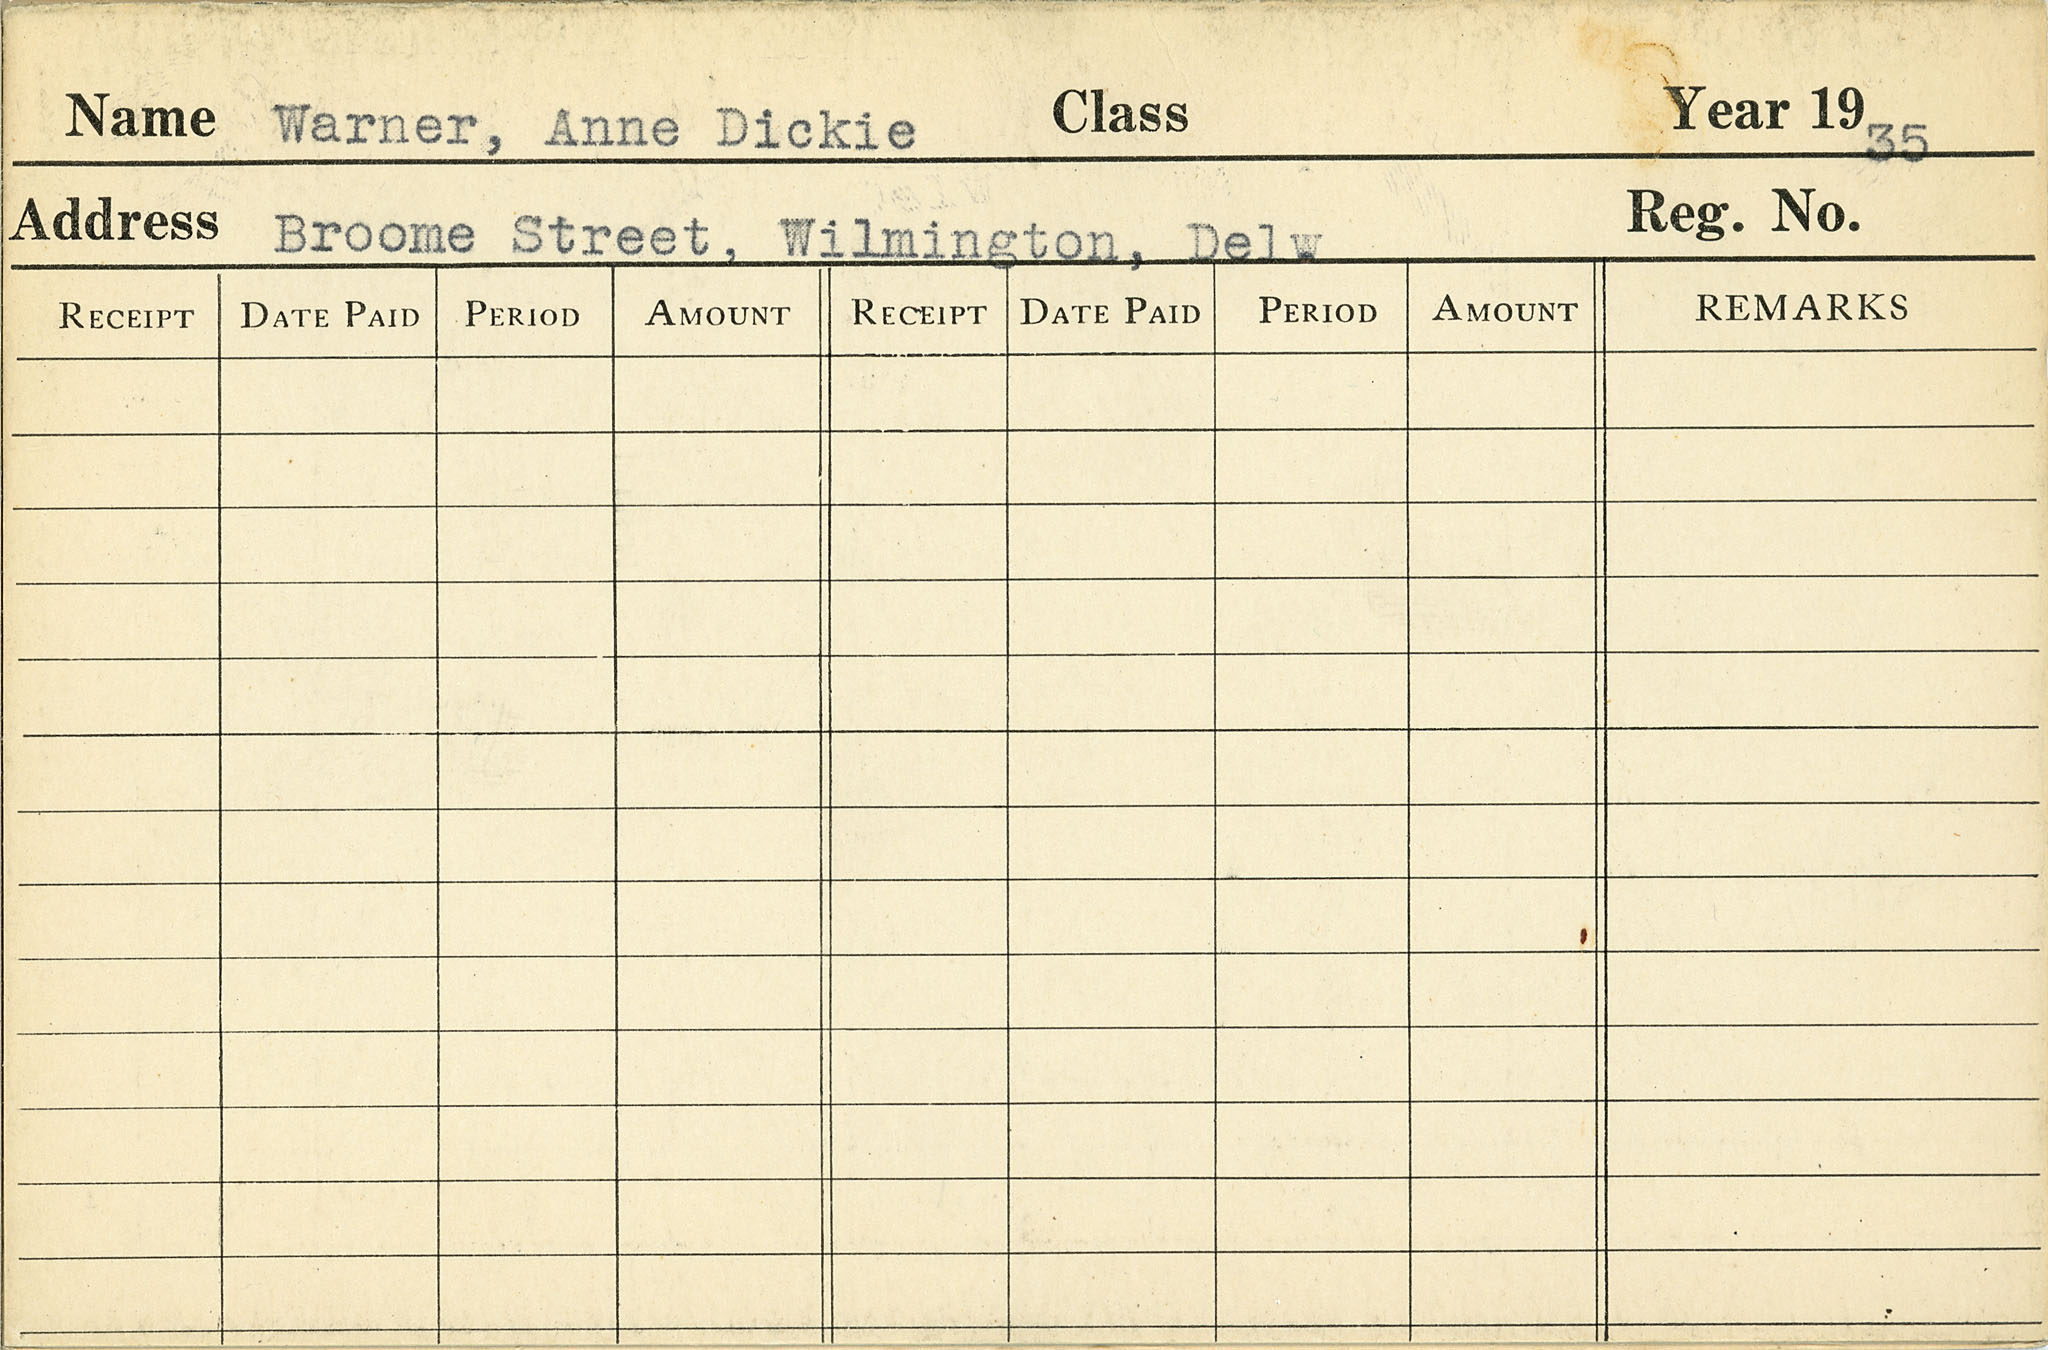 Name Warner, Anne Dickie Class Year 1935
Address Broome Street, Wilmington, Delw Reg. No.
RECEIPT DATE PAID PERIOD AMOUNT RECEIPT DATE PAID PERIOD AMOUNT REMARKS